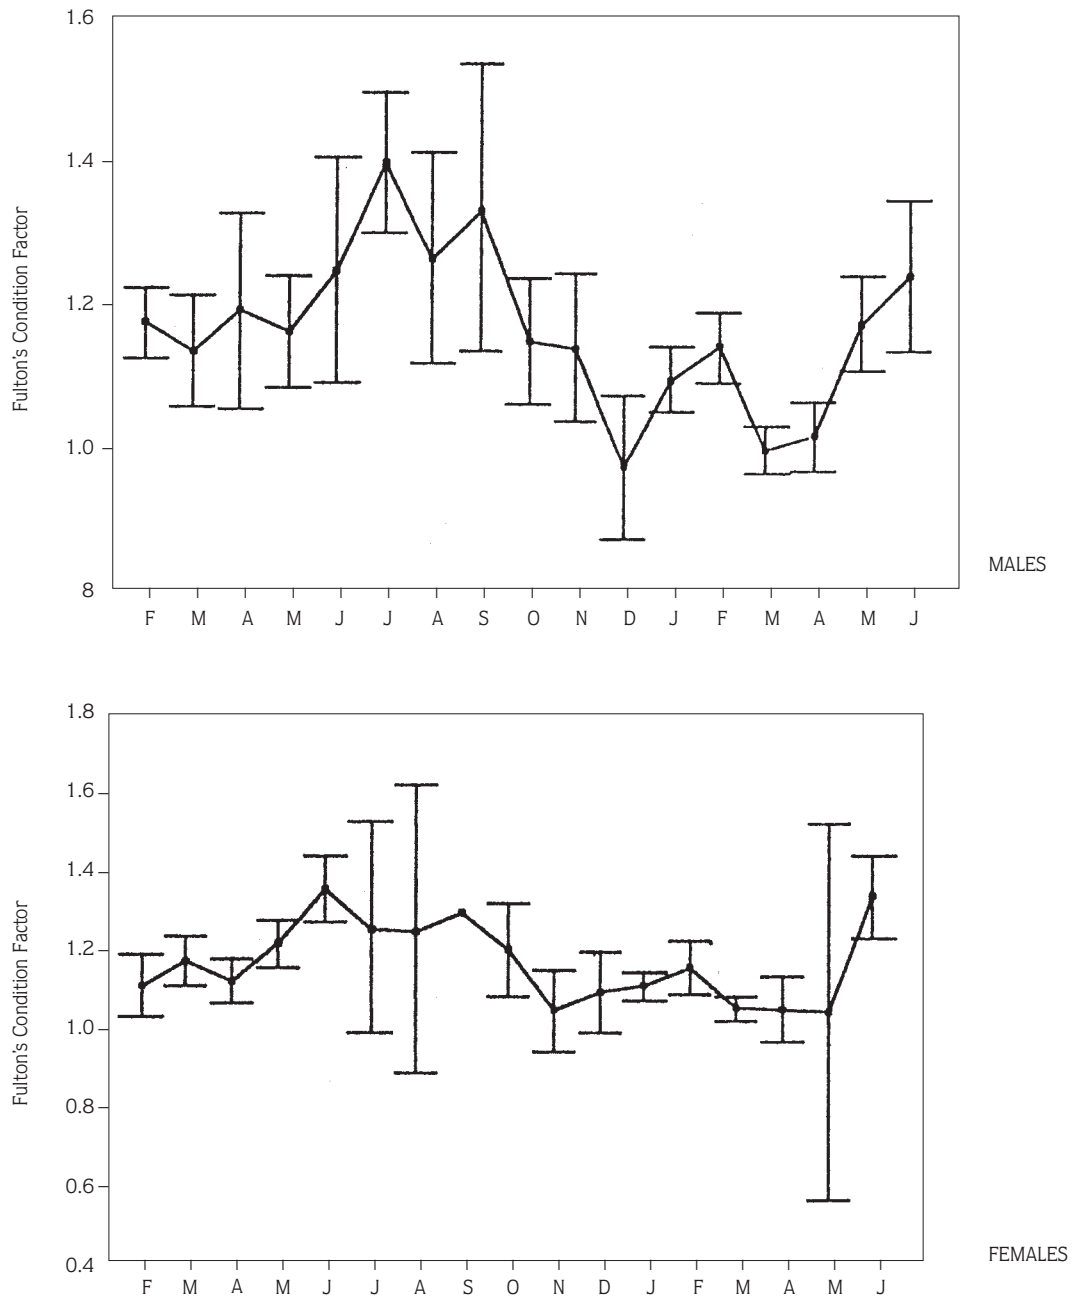 1.6
1.4
1.2
1.0
8
Fulton's Condition Factor
MALES
F M A M J J A S O N D J F M A M J
1.8
1.6
1.4
1.2
1.0
0.8
0.6
0.4
Fulton's Condition Factor
FEMALES
F M A M J J A S O N D J F M A M J